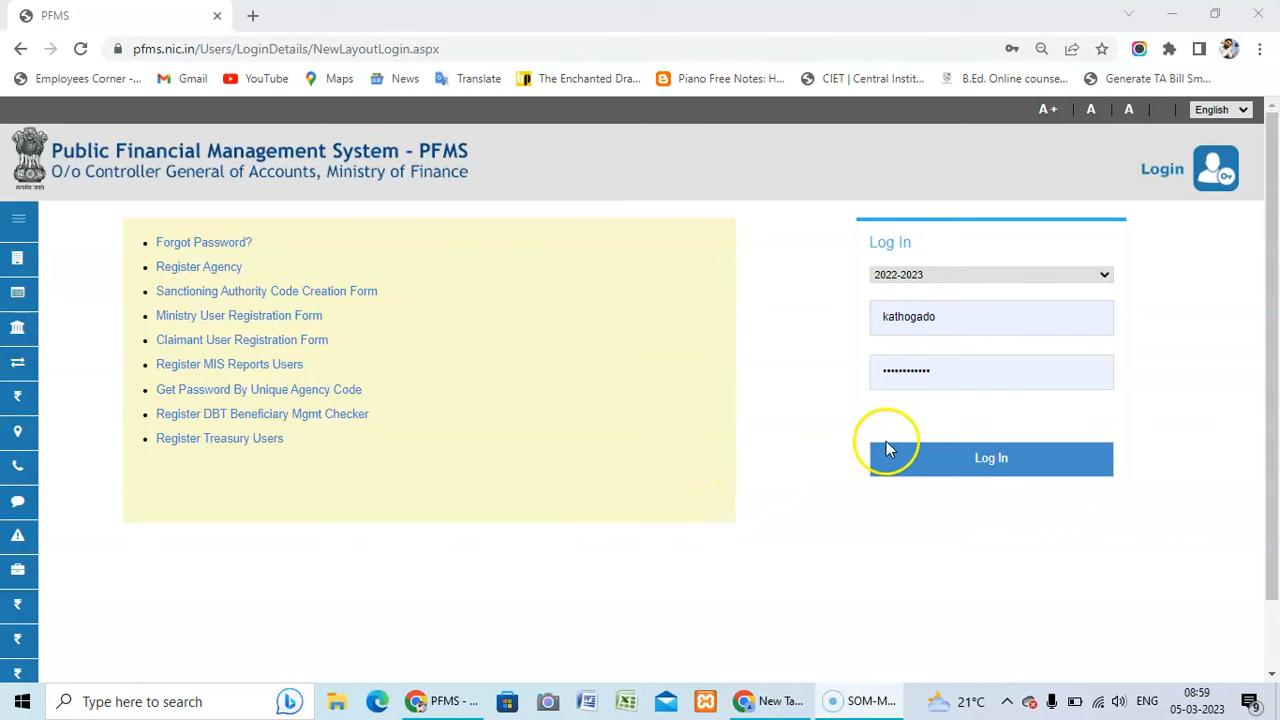 PFMS
pfms.nic.in/Users/LoginDetails/NewLayoutLogin.aspx
Employees Corner -... Gmail YouTube Maps News Translate The Enchanted Dra... Piano Free Notes: H... CIET | Central Instit... B.Ed. Online counse... Generate TA Bill Sm...
A+ | A | A | English
Public Financial Management System - PFMS
O/o Controller General of Accounts, Ministry of Finance
Login
Forgot Password?
Register Agency
Sanctioning Authority Code Creation Form
Ministry User Registration Form
Claimant User Registration Form
Register MIS Reports Users
Get Password By Unique Agency Code
Register DBT Beneficiary Mgmt Checker
Register Treasury Users
Log In
2022-2023
kathogado
••••••••••••
Log In
Type here to search
PFMS - ...
New Ta...
SOM-M...
21°C
ENG
08:59
05-03-2023
9